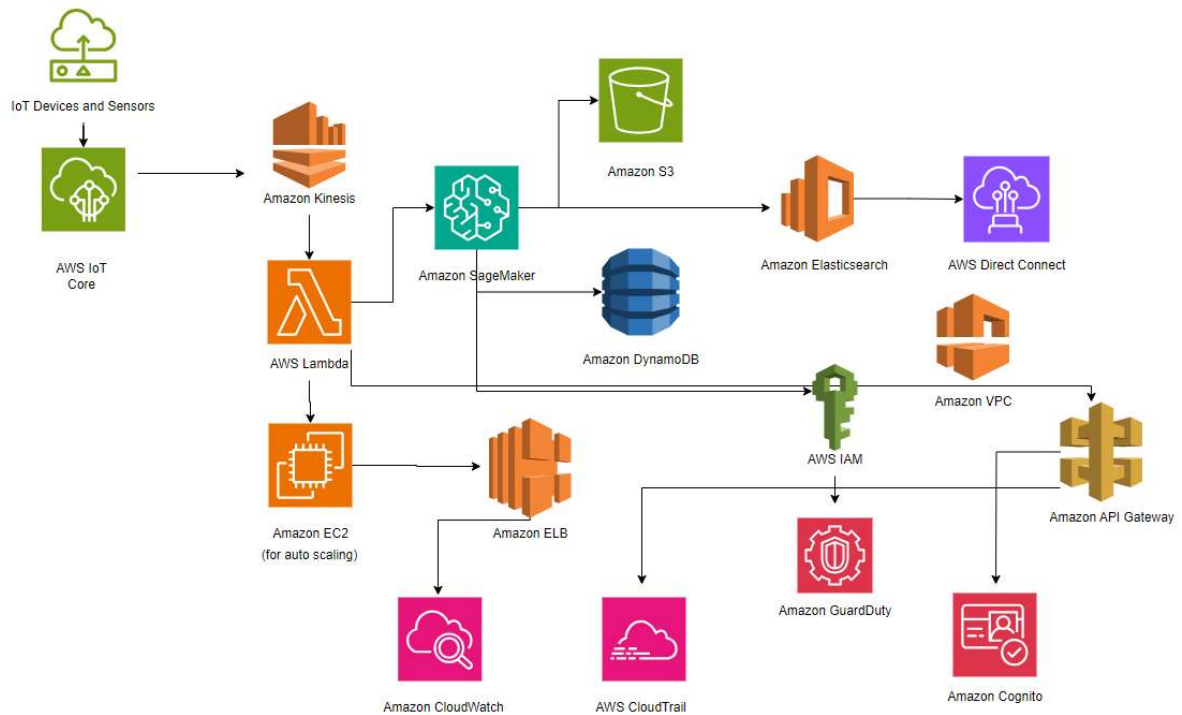 IoT Devices and Sensors
Amazon S3
Amazon Kinesis
AWS IoT
Core
Amazon SageMaker
Amazon Elasticsearch
AWS Direct Connect
AWS Lambda
Amazon DynamoDB
Amazon VPC
AWS IAM
Amazon EC2
(for auto scaling)
Amazon ELB
Amazon API Gateway
Amazon GuardDuty
Amazon CloudWatch
AWS CloudTrail
Amazon Cognito